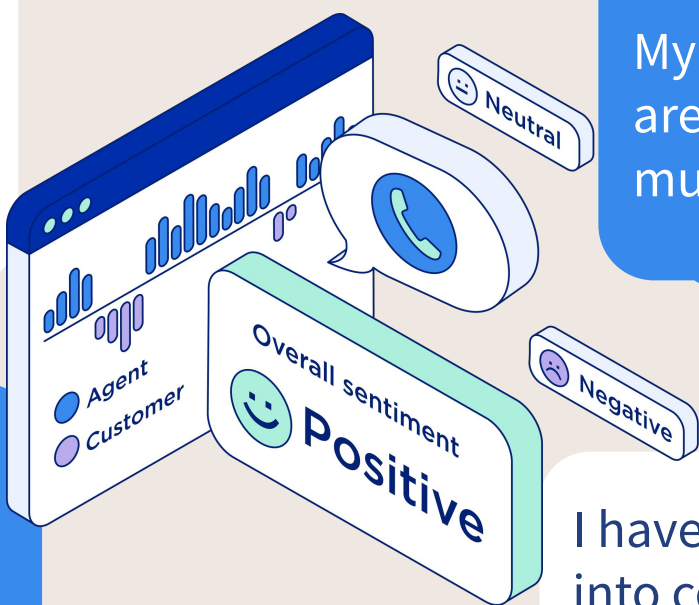 My
are
mu
Neutral
Agent
Customer
Overall sentiment
Positive
Negative
I have
into